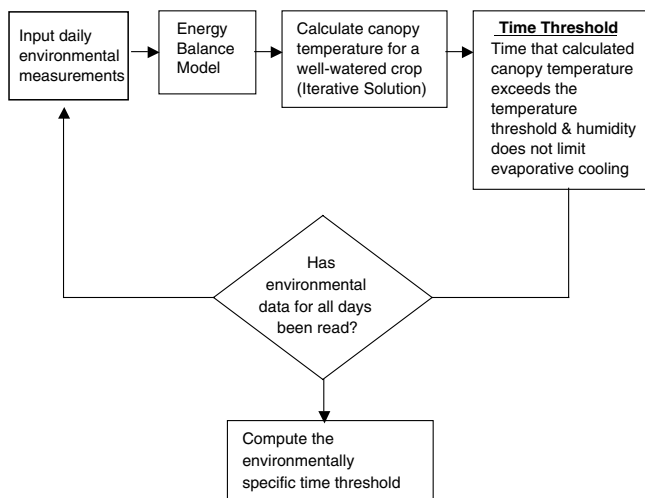 Input daily
environmental
measurements
Energy
Balance
Model
Calculate canopy
temperature for a
well-watered crop
(Iterative Solution)
Time Threshold
Time that calculated
canopy temperature
exceeds the
temperature
threshold & humidity
does not limit
evaporative cooling
Has
environmental
data for all days
been read?
Compute the
environmentally
specific time threshold